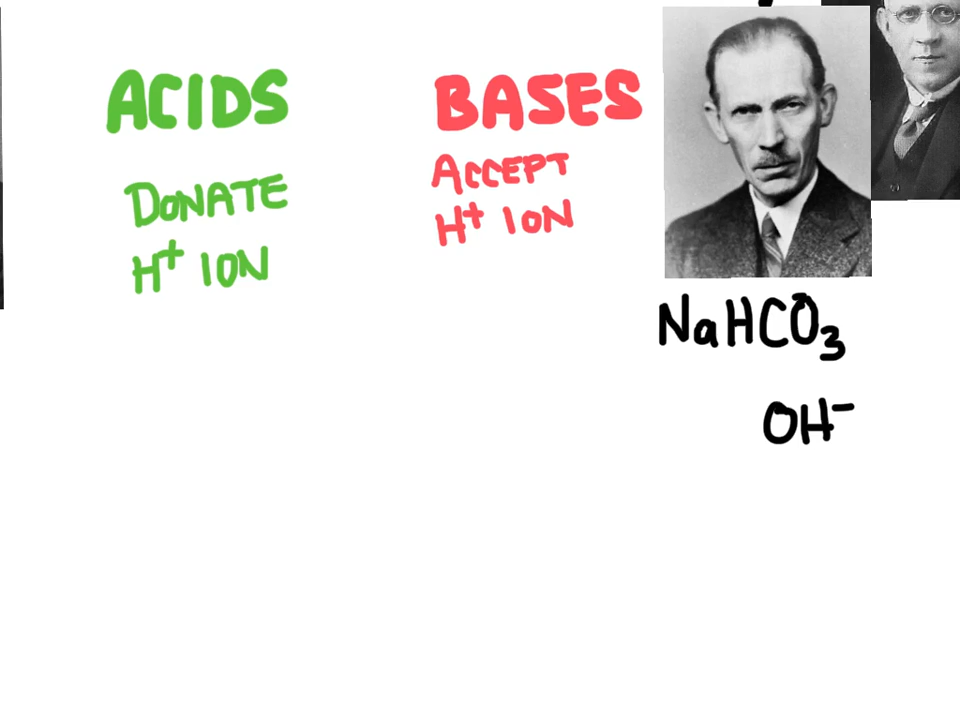 ACIDS
DONATE
H⁺ ION
BASES
ACCEPT
H⁺ ION
NaHCO₃
OH⁻